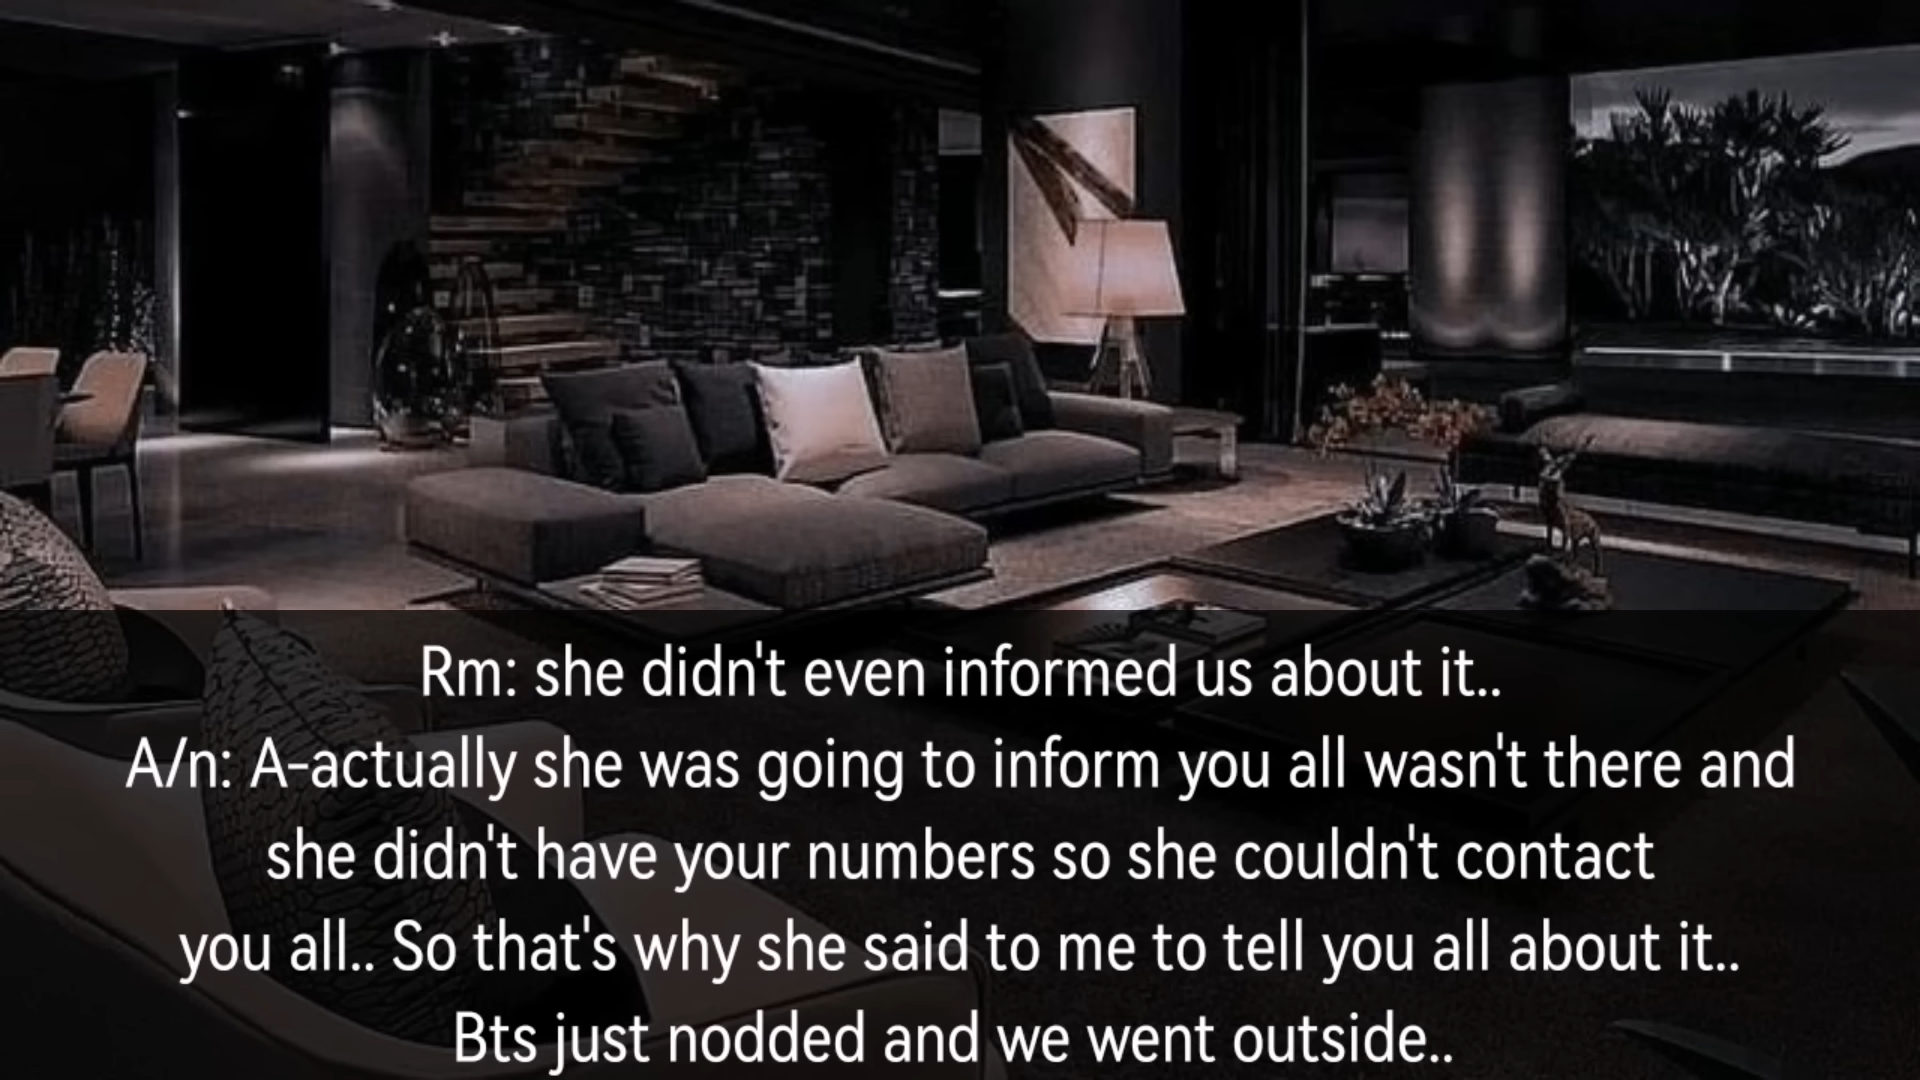 Rm: she didn't even informed us about it..
A/n: A-actually she was going to inform you all wasn't there and
she didn't have your numbers so she couldn't contact
you all.. So that's why she said to me to tell you all about it..
Bts just nodded and we went outside..